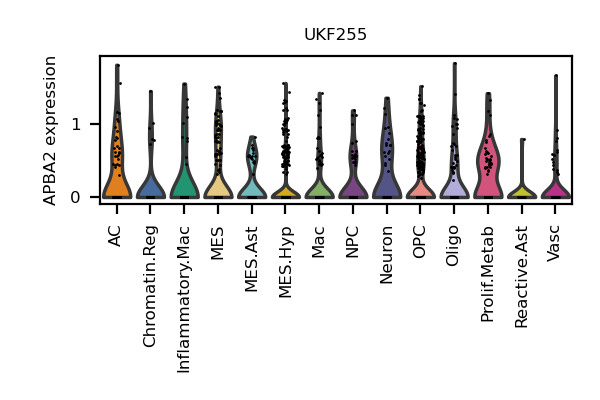 UKF255
APBA2 expression
1
0
AC
Chromatin.Reg
Inflammatory.Mac
MES
MES.Ast
MES.Hyp
Mac
NPC
Neuron
OPC
Oligo
Prolif.Metab
Reactive.Ast
Vasc